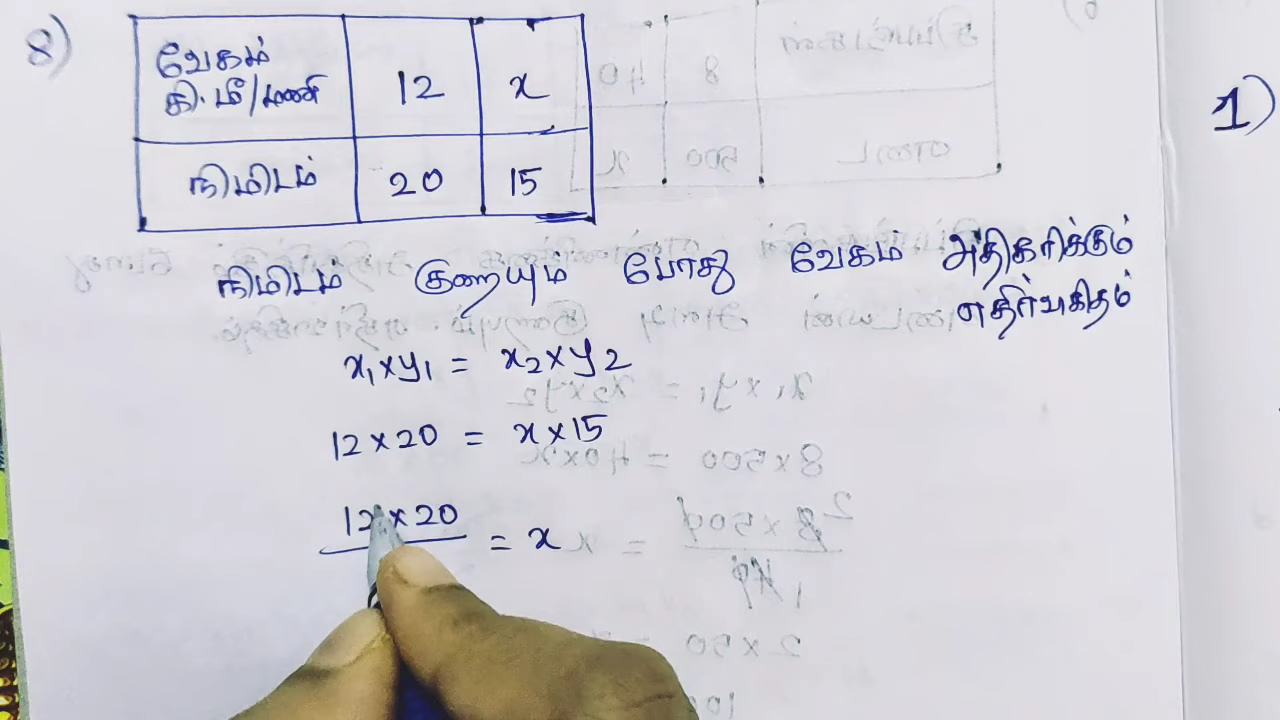 8)
வேகம் 12 x
கி.மீ/மணி
நிமிடம் 20 15
நிமிடம் குறையும் போது வேகம் அதிகரிக்கும்
எதிர்வகிதம்
x₁ x y₁ = x₂ x y₂
12 x 20 = x x 15
12 x 20 = x
1)